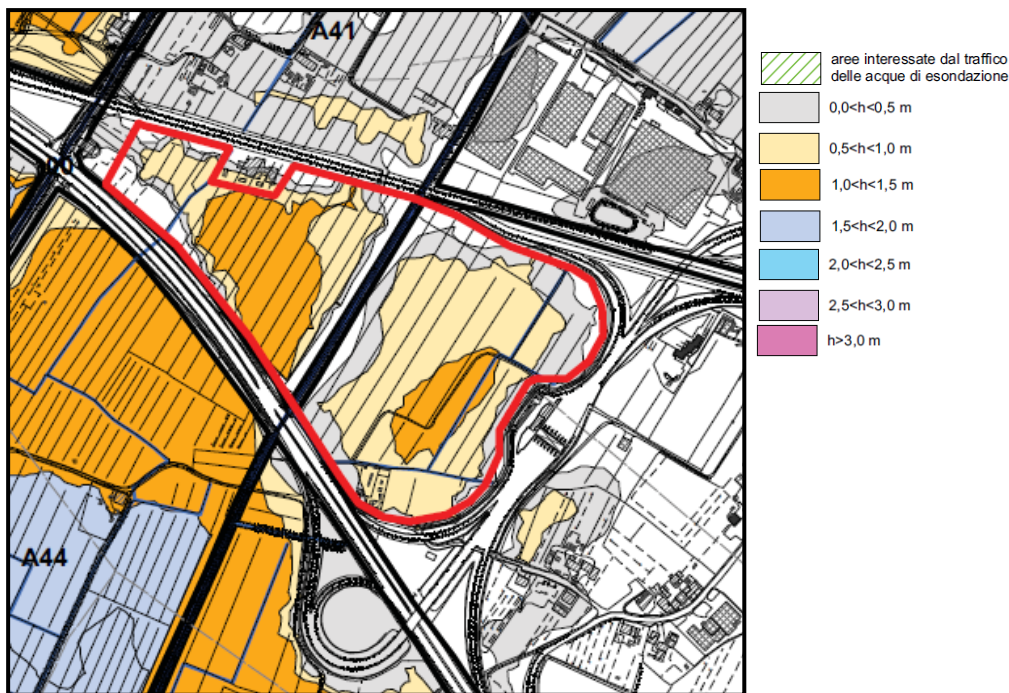 A41
A44
aree interessate dal traffico
delle acque di esondazione
0,0<h<0,5 m
0,5<h<1,0 m
1,0<h<1,5 m
1,5<h<2,0 m
2,0<h<2,5 m
2,5<h<3,0 m
h>3,0 m